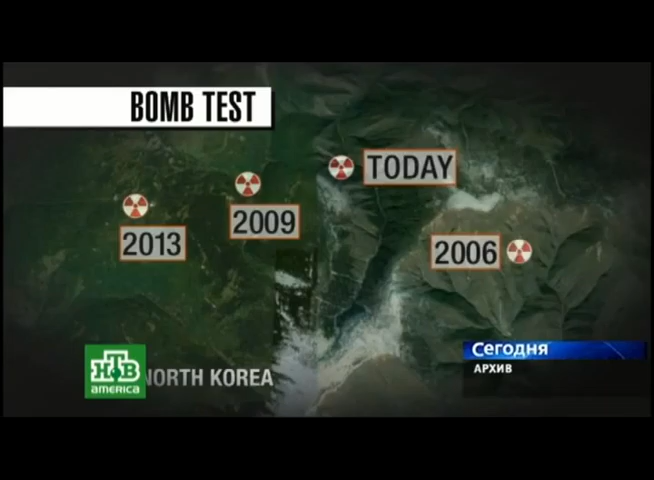 BOMB TEST
TODAY
2009
2013
2006
Сегодня
АРХИВ
НТВ
america
NORTH KOREA